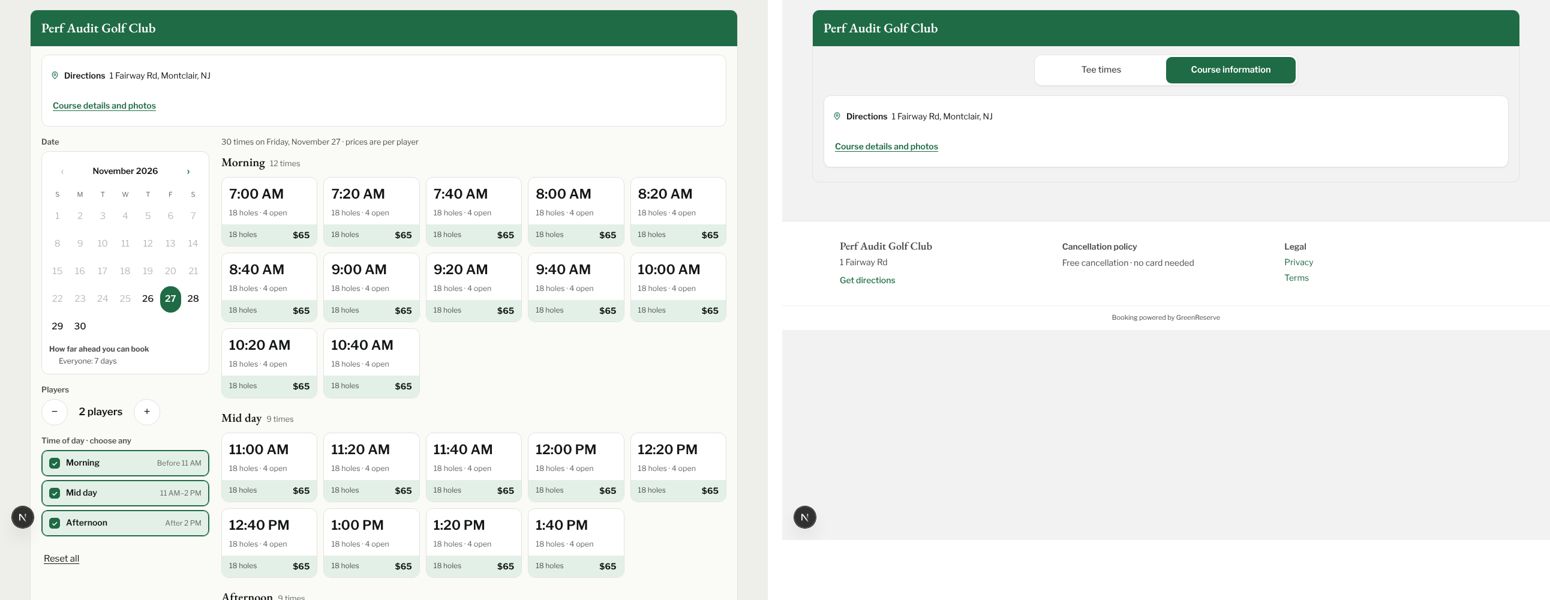 Perf Audit Golf Club
Directions 1 Fairway Rd, Montclair, NJ
Course details and photos
Date
‹ November 2026 ›
S M T W T F S
1 2 3 4 5 6 7
8 9 10 11 12 13 14
15 16 17 18 19 20 21
22 23 24 25 26 27 28
29 30
How far ahead you can book
Everyone: 7 days
Players
− 2 players +
Time of day · choose any
Morning Before 11 AM
Mid day 11 AM–2 PM
Afternoon After 2 PM
Reset all
N
30 times on Friday, November 27 · prices are per player
Morning 12 times
7:00 AM 7:20 AM 7:40 AM 8:00 AM 8:20 AM
18 holes · 4 open 18 holes · 4 open 18 holes · 4 open 18 holes · 4 open 18 holes · 4 open
18 holes $65 18 holes $65 18 holes $65 18 holes $65 18 holes $65
8:40 AM 9:00 AM 9:20 AM 9:40 AM 10:00 AM
18 holes · 4 open 18 holes · 4 open 18 holes · 4 open 18 holes · 4 open 18 holes · 4 open
18 holes $65 18 holes $65 18 holes $65 18 holes $65 18 holes $65
10:20 AM 10:40 AM
18 holes · 4 open 18 holes · 4 open
18 holes $65 18 holes $65
Mid day 9 times
11:00 AM 11:20 AM 11:40 AM 12:00 PM 12:20 PM
18 holes · 4 open 18 holes · 4 open 18 holes · 4 open 18 holes · 4 open 18 holes · 4 open
18 holes $65 18 holes $65 18 holes $65 18 holes $65 18 holes $65
12:40 PM 1:00 PM 1:20 PM 1:40 PM
18 holes · 4 open 18 holes · 4 open 18 holes · 4 open 18 holes · 4 open
18 holes $65 18 holes $65 18 holes $65 18 holes $65
Afternoon 9 times
Perf Audit Golf Club
Tee times Course information
Directions 1 Fairway Rd, Montclair, NJ
Course details and photos
Perf Audit Golf Club
1 Fairway Rd
Get directions
Cancellation policy
Free cancellation · no card needed
Legal
Privacy
Terms
Booking powered by GreenReserve
N